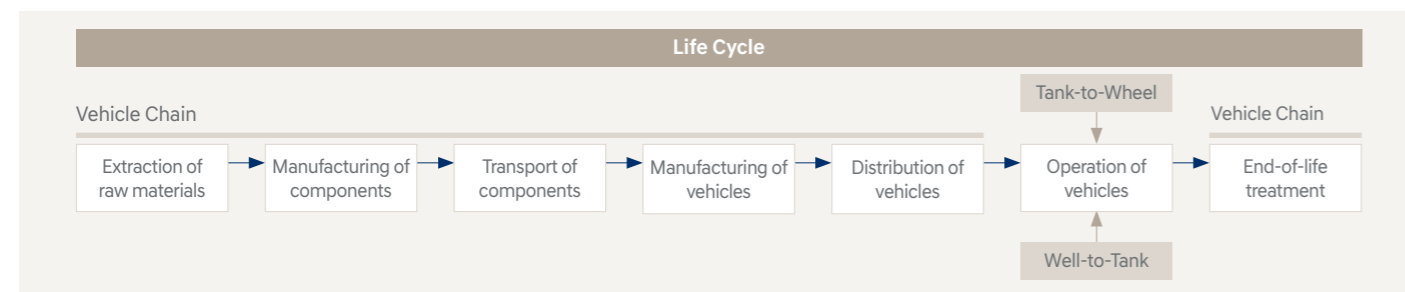 Life Cycle
Tank-to-Wheel
Vehicle Chain
Vehicle Chain
Extraction of
raw materials
Manufacturing of
components
Transport of
components
Manufacturing of
vehicles
Distribution of
vehicles
Operation of
vehicles
End-of-life
treatment
Well-to-Tank